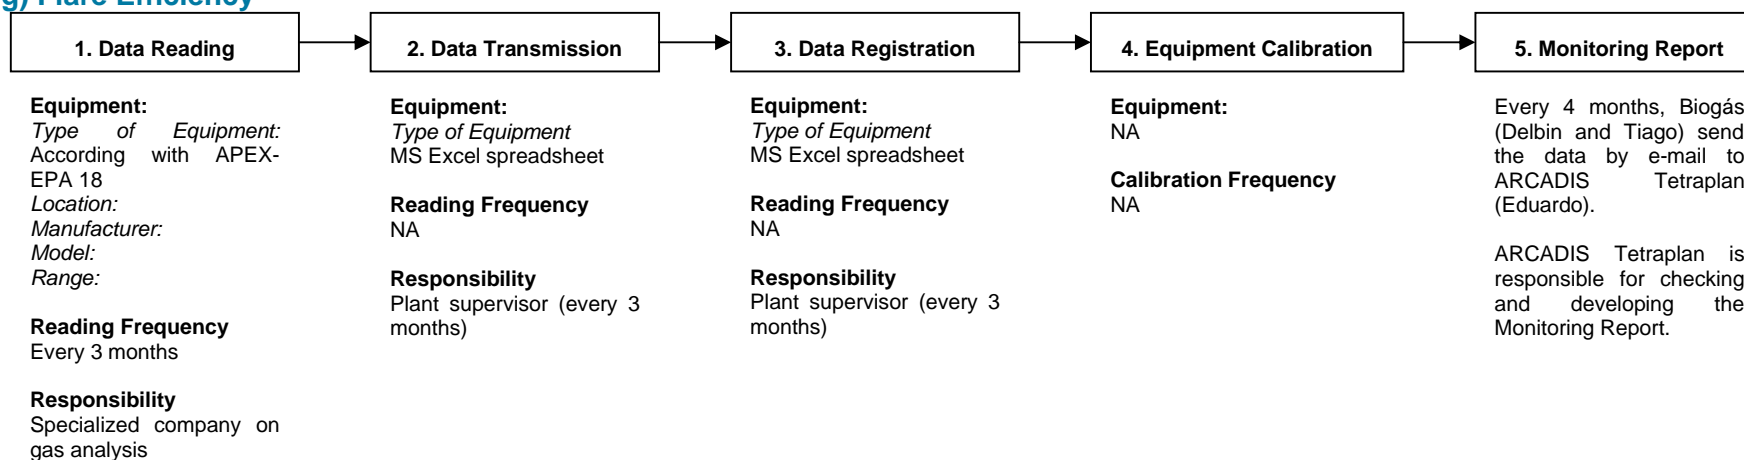 g) Flare Efficiency
1. Data Reading
2. Data Transmission
3. Data Registration
4. Equipment Calibration
5. Monitoring Report
Equipment:
Type of Equipment:
According with APEX-
EPA 18
Location:
Manufacturer:
Model:
Range:
Reading Frequency
Every 3 months
Responsibility
Specialized company on
gas analysis
Equipment:
Type of Equipment
MS Excel spreadsheet
Reading Frequency
NA
Responsibility
Plant supervisor (every 3
months)
Equipment:
Type of Equipment
MS Excel spreadsheet
Reading Frequency
NA
Responsibility
Plant supervisor (every 3
months)
Equipment:
NA
Calibration Frequency
NA
Every 4 months, Biogás
(Delbin and Tiago) send
the data by e-mail to
ARCADIS Tetraplan
(Eduardo).
ARCADIS Tetraplan is
responsible for checking
and developing the
Monitoring Report.